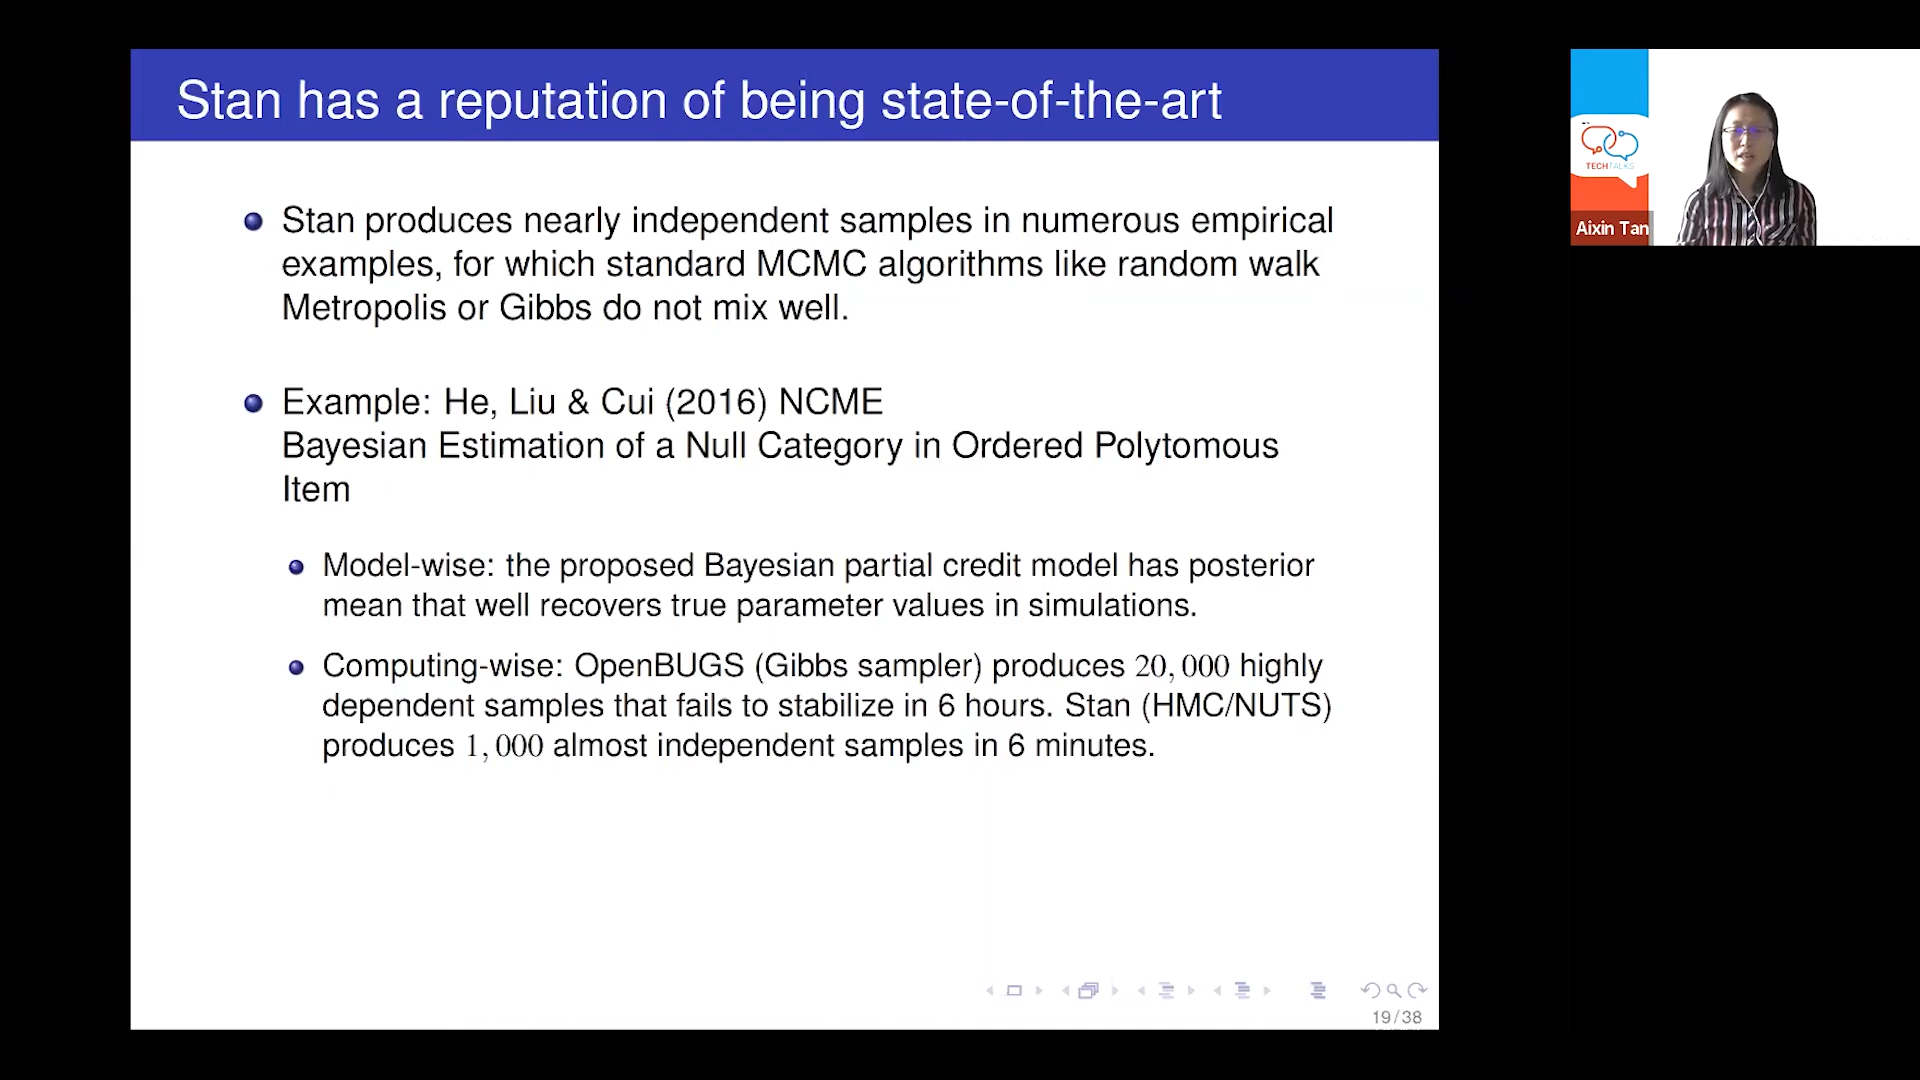 Stan has a reputation of being state-of-the-art
Stan produces nearly independent samples in numerous empirical
examples, for which standard MCMC algorithms like random walk
Metropolis or Gibbs do not mix well.
Example: He, Liu & Cui (2016) NCME
Bayesian Estimation of a Null Category in Ordered Polytomous
Item
Model-wise: the proposed Bayesian partial credit model has posterior
mean that well recovers true parameter values in simulations.
Computing-wise: OpenBUGS (Gibbs sampler) produces 20,000 highly
dependent samples that fails to stabilize in 6 hours. Stan (HMC/NUTS)
produces 1,000 almost independent samples in 6 minutes.
19/38
TECHTALKS
Aixin Tan